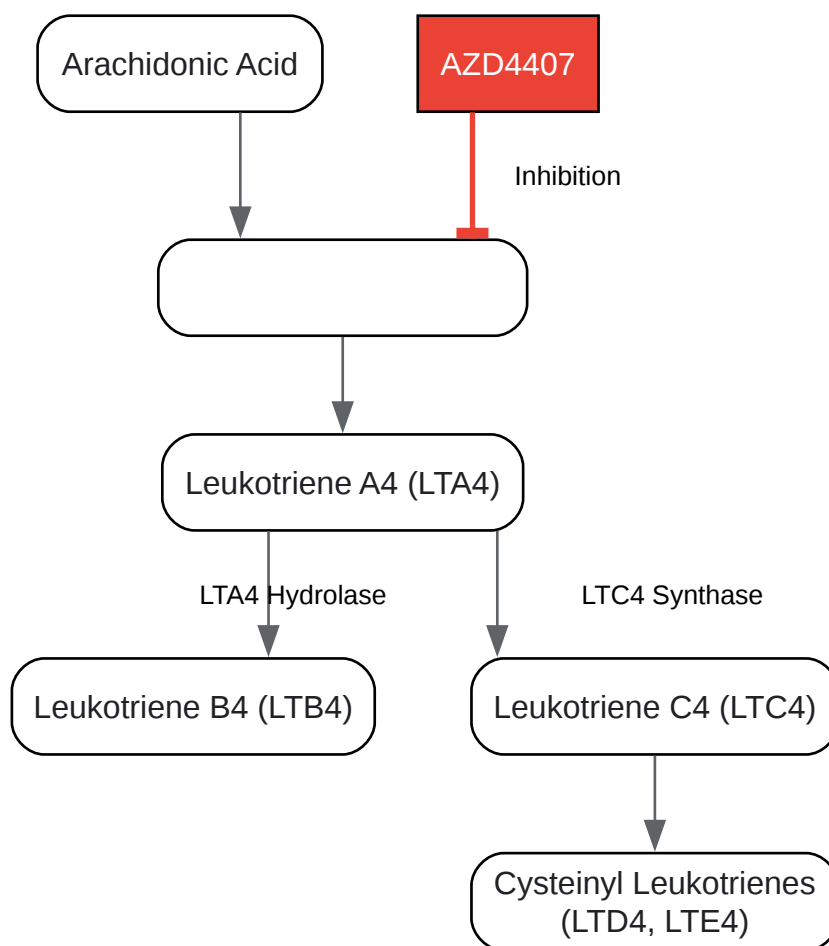 Arachidonic Acid
AZD4407
Inhibition
Leukotriene A4 (LTA4)
LTA4 Hydrolase
LTC4 Synthase
Leukotriene B4 (LTB4)
Leukotriene C4 (LTC4)
Cysteinyl Leukotrienes
(LTD4, LTE4)